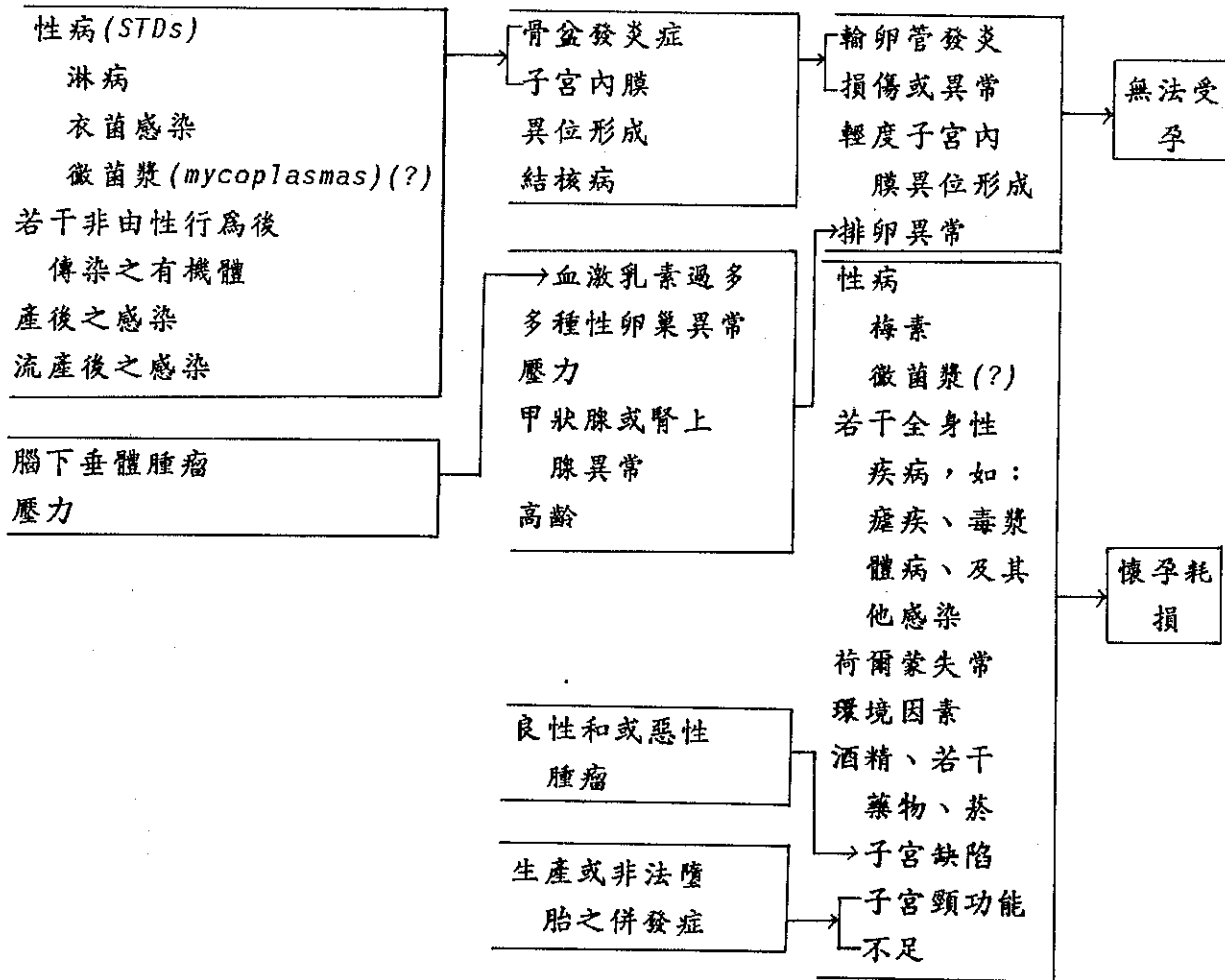 性病(STDs)
淋病
衣菌感染
黴菌漿(mycoplasmas)(?)
若干非由性行爲後
傳染之有機體
產後之感染
流產後之感染
腦下垂體腫瘤
壓力
骨盆發炎症
子宮內膜
異位形成
結核病
血激乳素過多
多種性卵巢異常
壓力
甲狀腺或腎上
腺異常
高齡
良性和或惡性
腫瘤
生產或非法墮
胎之併發症
輸卵管發炎
損傷或異常
輕度子宮內
膜異位形成
排卵異常
性病
梅素
黴菌漿(?)
若干全身性
疾病，如：
瘧疾、毒漿
體病、及其
他感染
荷爾蒙失常
環境因素
酒精、若干
藥物、菸
子宮缺陷
子宮頸功能
不足
無法受
孕
懷孕耗
損